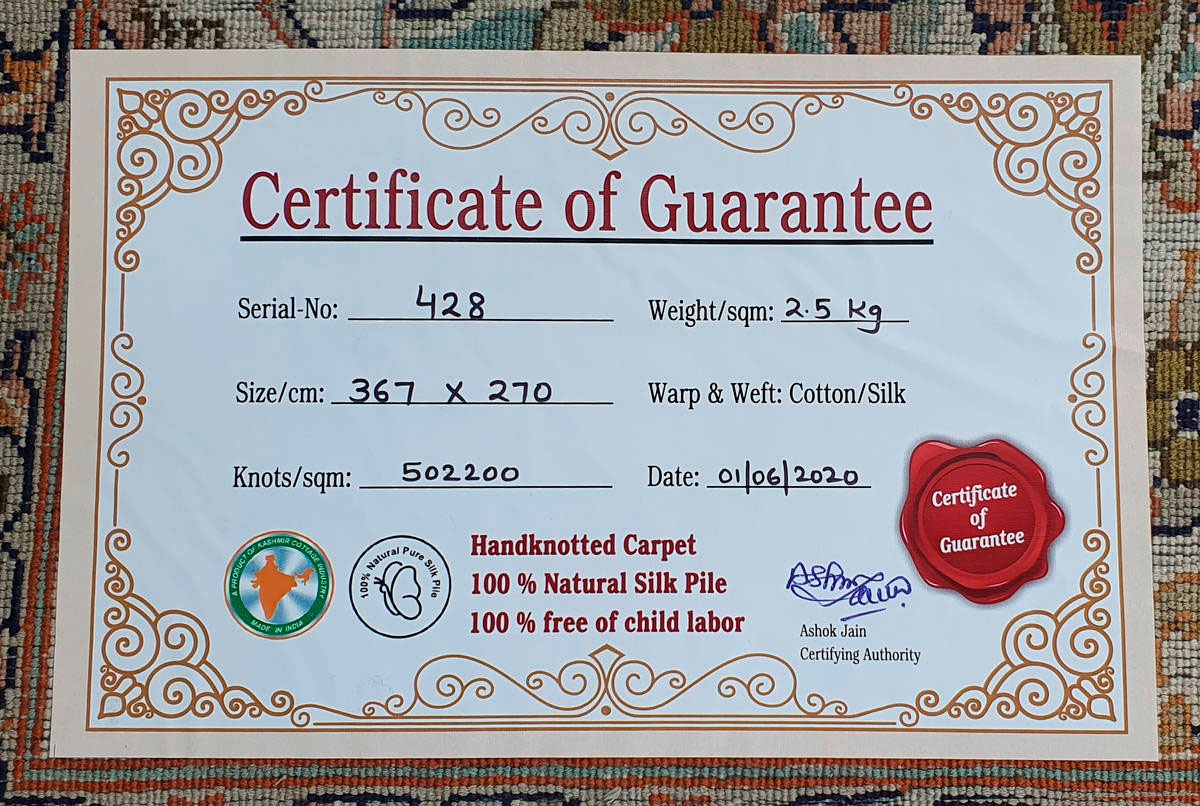 Certificate of Guarantee
Serial-No: 428
Weight/sqm: 2.5 Kg
Size/cm: 367 X 270
Warp & Weft: Cotton/Silk
Knots/sqm: 502200
Date: 01/06/2020
Certificate
of
Guarantee
A PRODUCT OF KASHMIR COTTAGE INDUSTRY
MADE IN INDIA
100% Natural Pure Silk Pile
Handknotted Carpet
100 % Natural Silk Pile
100 % free of child labor
Ashok Jain
Certifying Authority